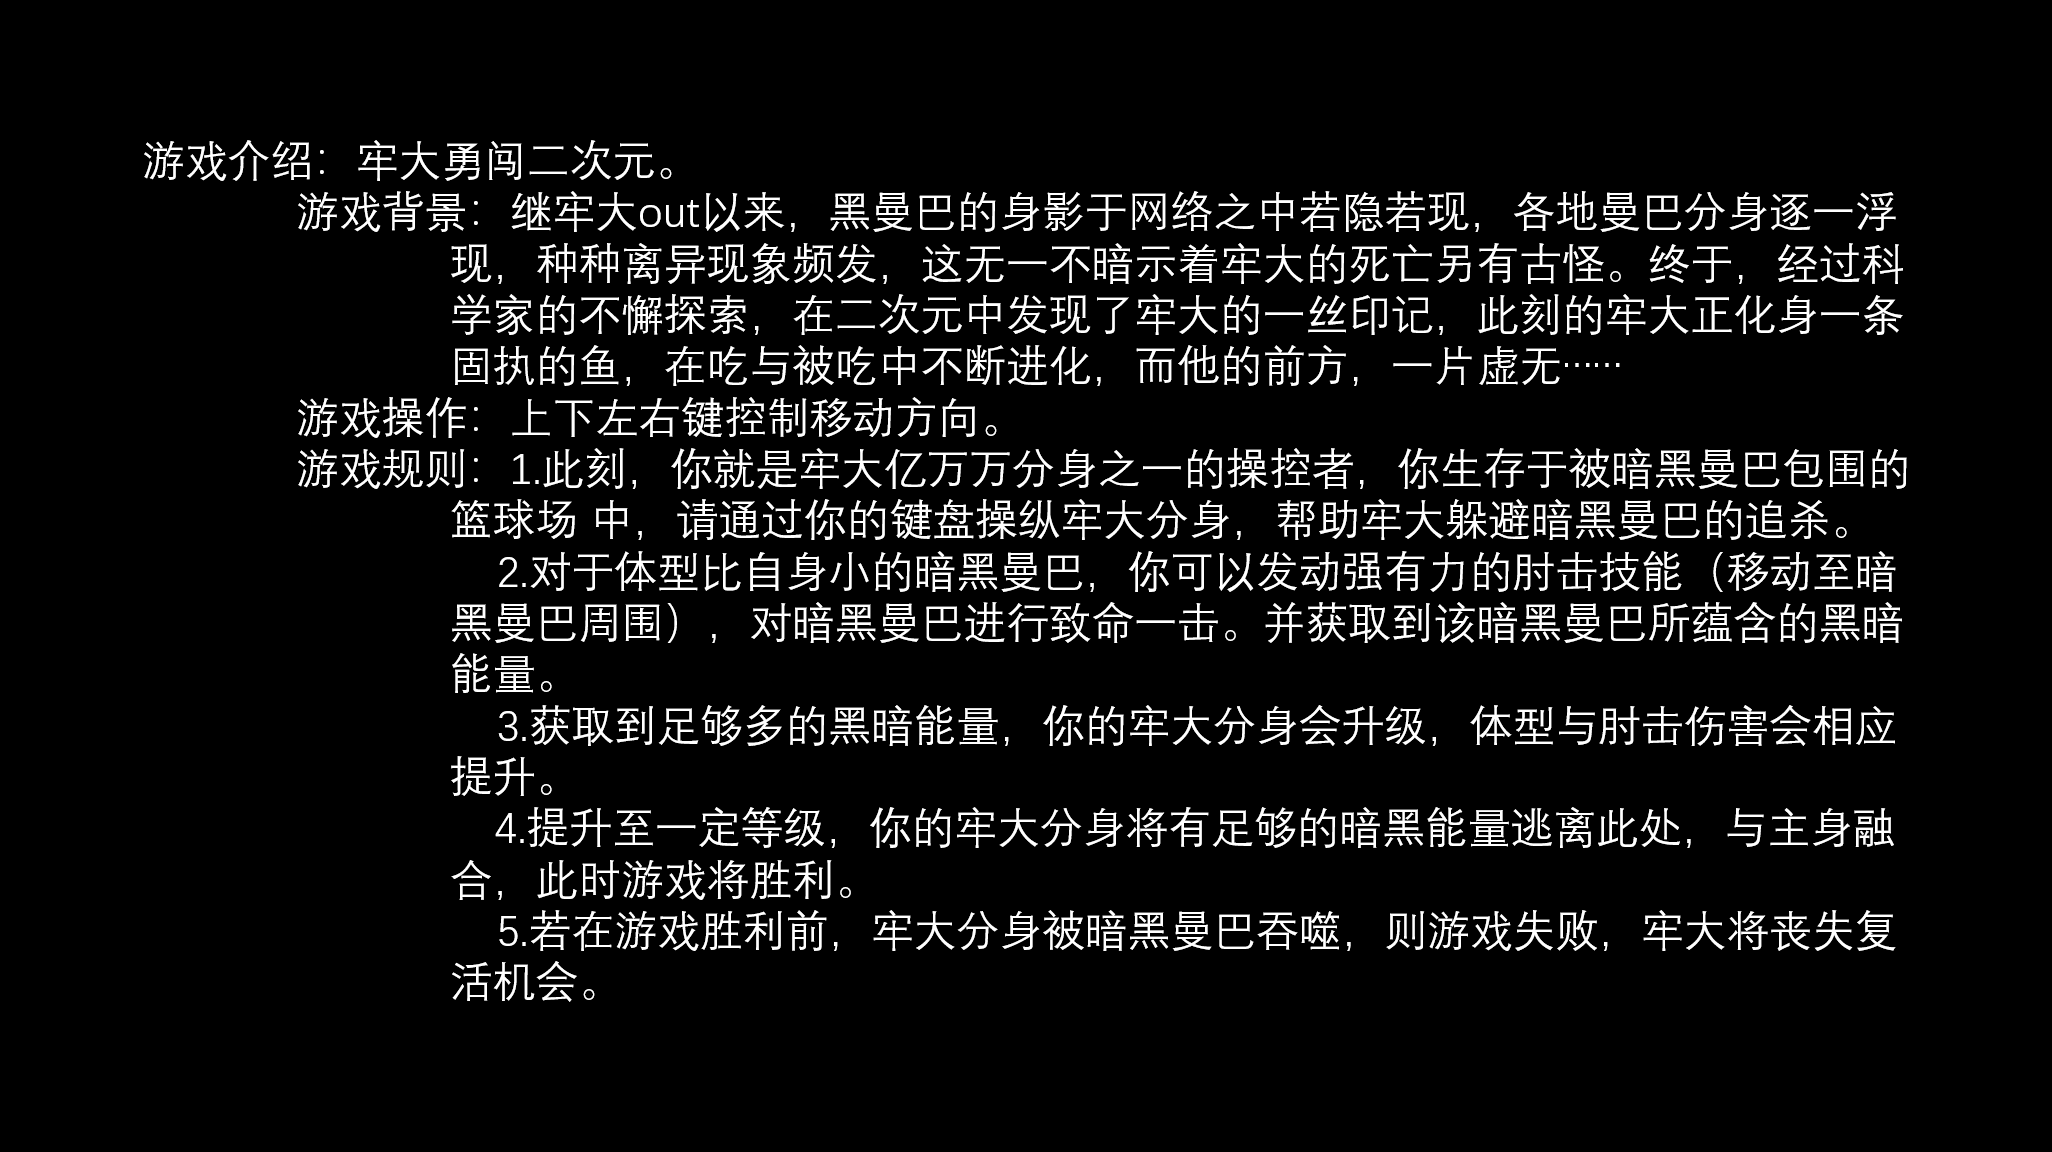 游戏介绍：牢大勇闯二次元。
游戏背景：继牢大out以来，黑曼巴的身影于网络之中若隐若现，各地曼巴分身逐一浮
现，种种离异现象频发，这无一不暗示着牢大的死亡另有古怪。终于，经过科
学家的不懈探索，在二次元中发现了牢大的一丝印记，此刻的牢大正化身一条
固执的鱼，在吃与被吃中不断进化，而他的前方，一片虚无……
游戏操作：上下左右键控制移动方向。
游戏规则：1.此刻，你就是牢大亿万万分身之一的操控者，你生存于被暗黑曼巴包围的
篮球场 中，请通过你的键盘操纵牢大分身，帮助牢大躲避暗黑曼巴的追杀。
2.对于体型比自身小的暗黑曼巴，你可以发动强有力的肘击技能（移动至暗
黑曼巴周围），对暗黑曼巴进行致命一击。并获取到该暗黑曼巴所蕴含的黑暗
能量。
3.获取到足够多的黑暗能量，你的牢大分身会升级，体型与肘击伤害会相应
提升。
4.提升至一定等级，你的牢大分身将有足够的暗黑能量逃离此处，与主身融
合，此时游戏将胜利。
5.若在游戏胜利前，牢大分身被暗黑曼巴吞噬，则游戏失败，牢大将丧失复
活机会。